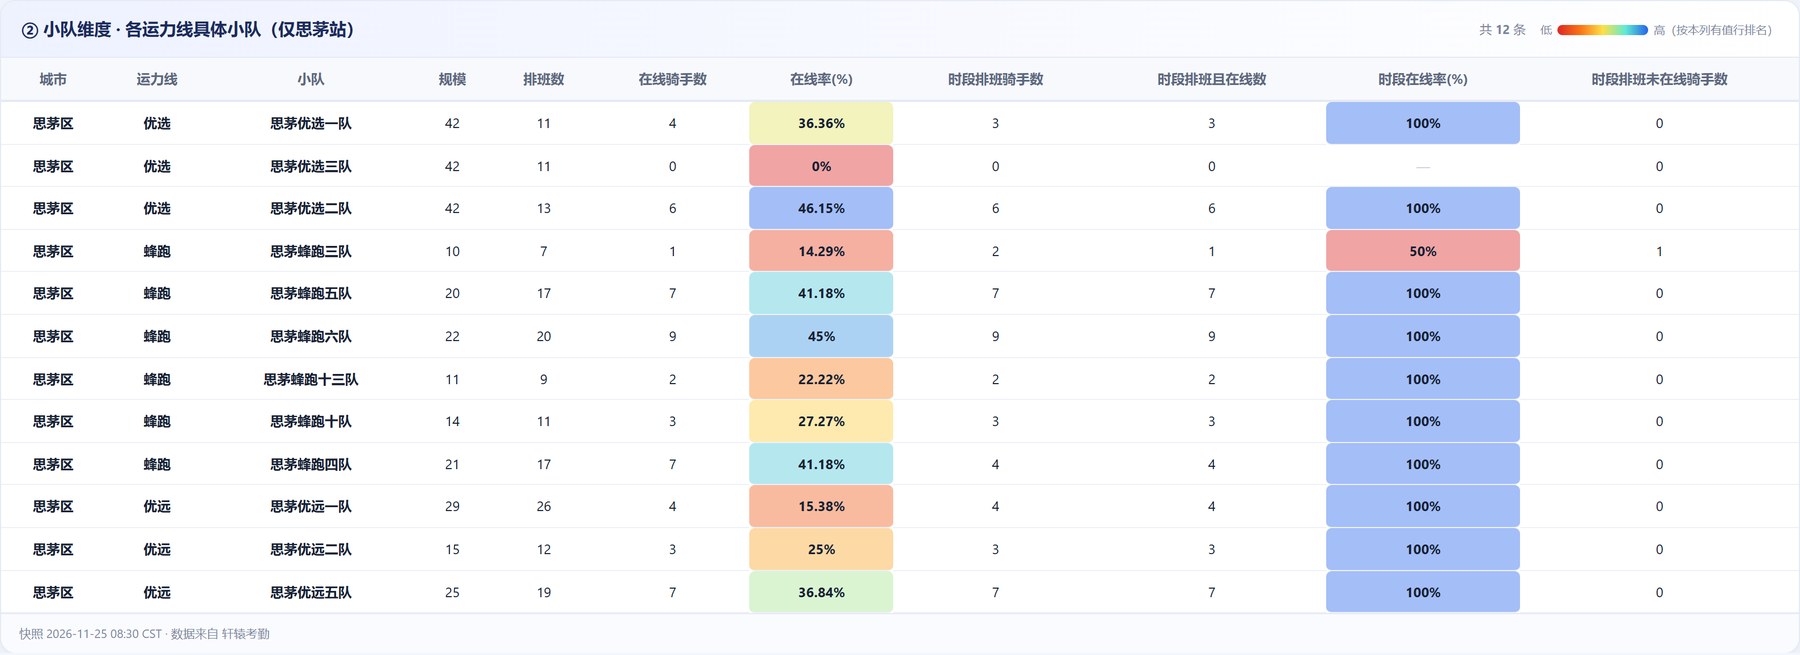 ② 小队维度 · 各运力线具体小队（仅思茅站）
共 12 条 低 高 (按本列有值行排名)
城市 运力线 小队 规模 排班数 在线骑手数 在线率(%) 时段排班骑手数 时段排班且在线数 时段在线率(%) 时段排班未在线骑手数
思茅区 优选 思茅优选一队 42 11 4 36.36% 3 3 100% 0
思茅区 优选 思茅优选三队 42 11 0 0% 0 0 — 0
思茅区 优选 思茅优选二队 42 13 6 46.15% 6 6 100% 0
思茅区 蜂跑 思茅蜂跑三队 10 7 1 14.29% 2 1 50% 1
思茅区 蜂跑 思茅蜂跑五队 20 17 7 41.18% 7 7 100% 0
思茅区 蜂跑 思茅蜂跑六队 22 20 9 45% 9 9 100% 0
思茅区 蜂跑 思茅蜂跑十三队 11 9 2 22.22% 2 2 100% 0
思茅区 蜂跑 思茅蜂跑十队 14 11 3 27.27% 3 3 100% 0
思茅区 蜂跑 思茅蜂跑四队 21 17 7 41.18% 4 4 100% 0
思茅区 优远 思茅优远一队 29 26 4 15.38% 4 4 100% 0
思茅区 优远 思茅优远二队 15 12 3 25% 3 3 100% 0
思茅区 优远 思茅优远五队 25 19 7 36.84% 7 7 100% 0
快照 2026-11-25 08:30 CST · 数据来自 轩辕考勤